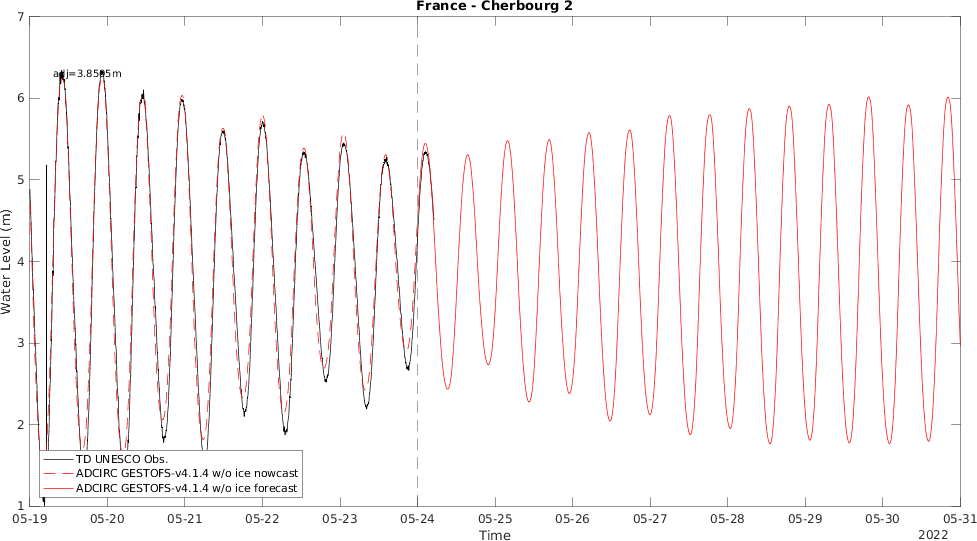 France - Cherbourg 2
7
6
5
4
3
2
1
Water Level (m)
TD UNESCO Obs.
ADCIRC GESTOFS-v4.1.4 w/o ice nowcast
ADCIRC GESTOFS-v4.1.4 w/o ice forecast
05-19 05-20 05-21 05-22 05-23 05-24 05-25 05-26 05-27 05-28 05-29 05-30 05-31
Time
2022